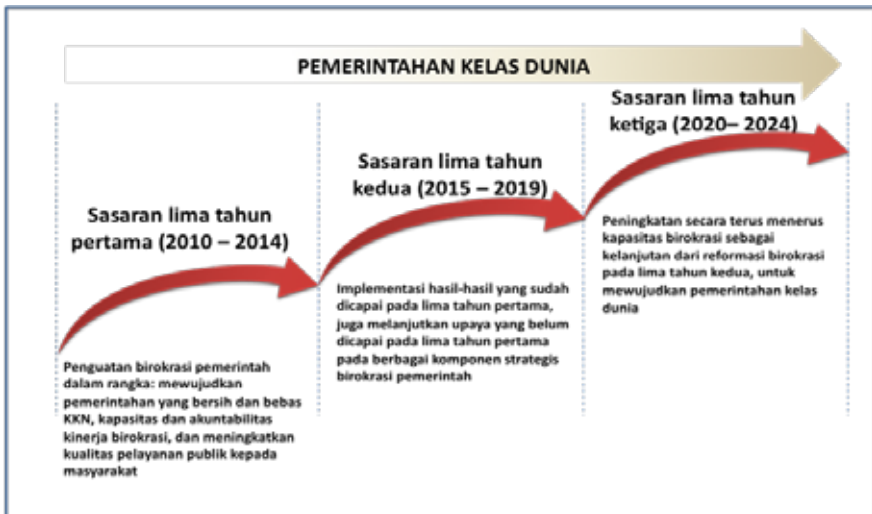 PEMERINTAHAN KELAS DUNIA
Sasaran lima tahun
pertama (2010 – 2014)
Penguatan birokrasi pemerintah
dalam rangka: mewujudkan
pemerintahan yang bersih dan bebas
KKN, kapasitas dan akuntabilitas
kinerja birokrasi, dan meningkatkan
kualitas pelayanan publik kepada
masyarakat
Sasaran lima tahun
kedua (2015 – 2019)
Implementasi hasil-hasil yang sudah
dicapai pada lima tahun pertama,
juga melanjutkan upaya yang belum
dicapai pada lima tahun pertama
pada berbagai komponen strategis
birokrasi pemerintah
Sasaran lima tahun
ketiga (2020– 2024)
Peningkatan secara terus menerus
kapasitas birokrasi sebagai
kelanjutan dari reformasi birokrasi
pada lima tahun kedua, untuk
mewujudkan pemerintahan kelas
dunia